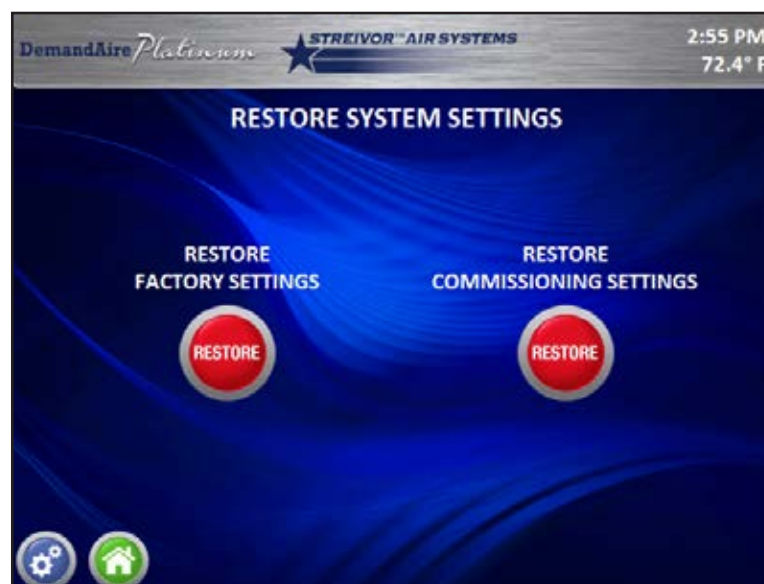 DemandAire Platinum
STREIVOR™ AIR SYSTEMS
2:55 PM
72.4° F
RESTORE SYSTEM SETTINGS
RESTORE
FACTORY SETTINGS
RESTORE
COMMISSIONING SETTINGS
RESTORE
RESTORE